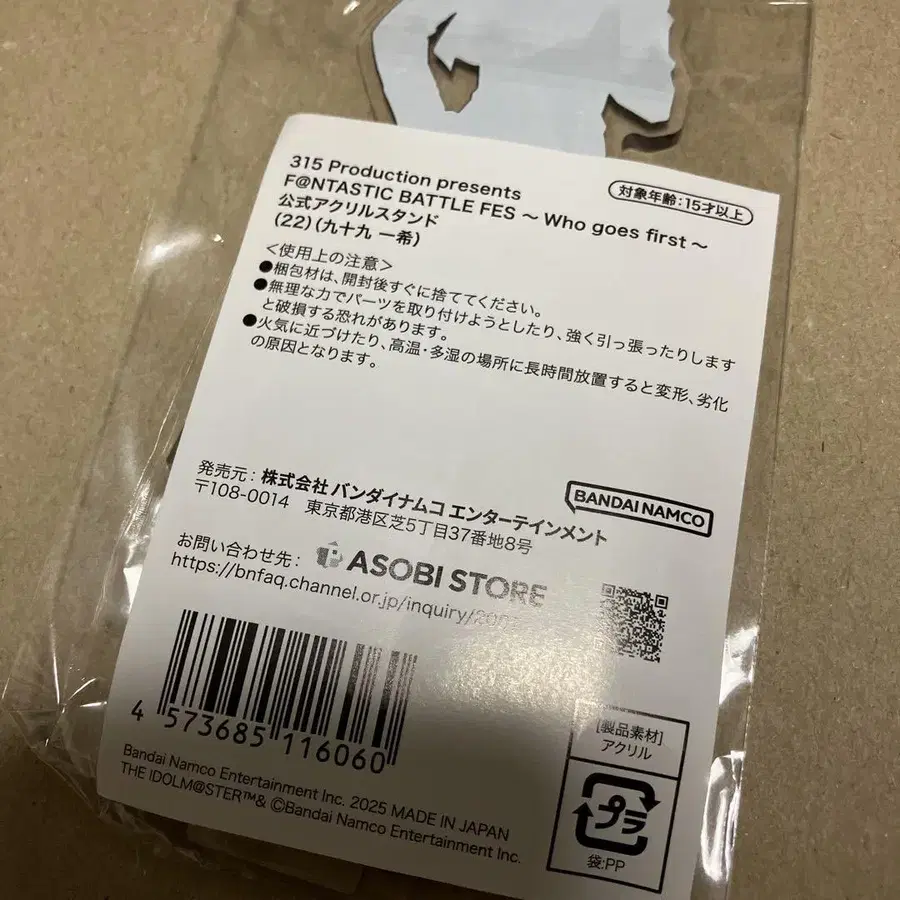 315 Production presents
F@NTASTIC BATTLE FES ～ Who goes first ～
公式アクリルスタンド
(22) (九十九 一希)
対象年齢:15才以上
＜使用上の注意＞
●梱包材は、開封後すぐに捨ててください。
●無理な力でパーツを取り付けようとしたり、強く引っ張ったりします
と破損する恐れがあります。
●火気に近づけたり、高温・多湿の場所に長時間放置すると変形、劣化
の原因となります。
発売元：株式会社 バンダイナムコ エンターテインメント
〒108-0014 東京都港区芝5丁目37番地8号
BANDAI NAMCO
お問い合わせ先： ASOBI STORE
https://bnfaq.channel.or.jp/inquiry/
4 573685 116060
[製品素材]
アクリル
プラ
袋:PP
Bandai Namco Entertainment Inc. 2025 MADE IN JAPAN
THE IDOLM@STER™& ©Bandai Namco Entertainment Inc.